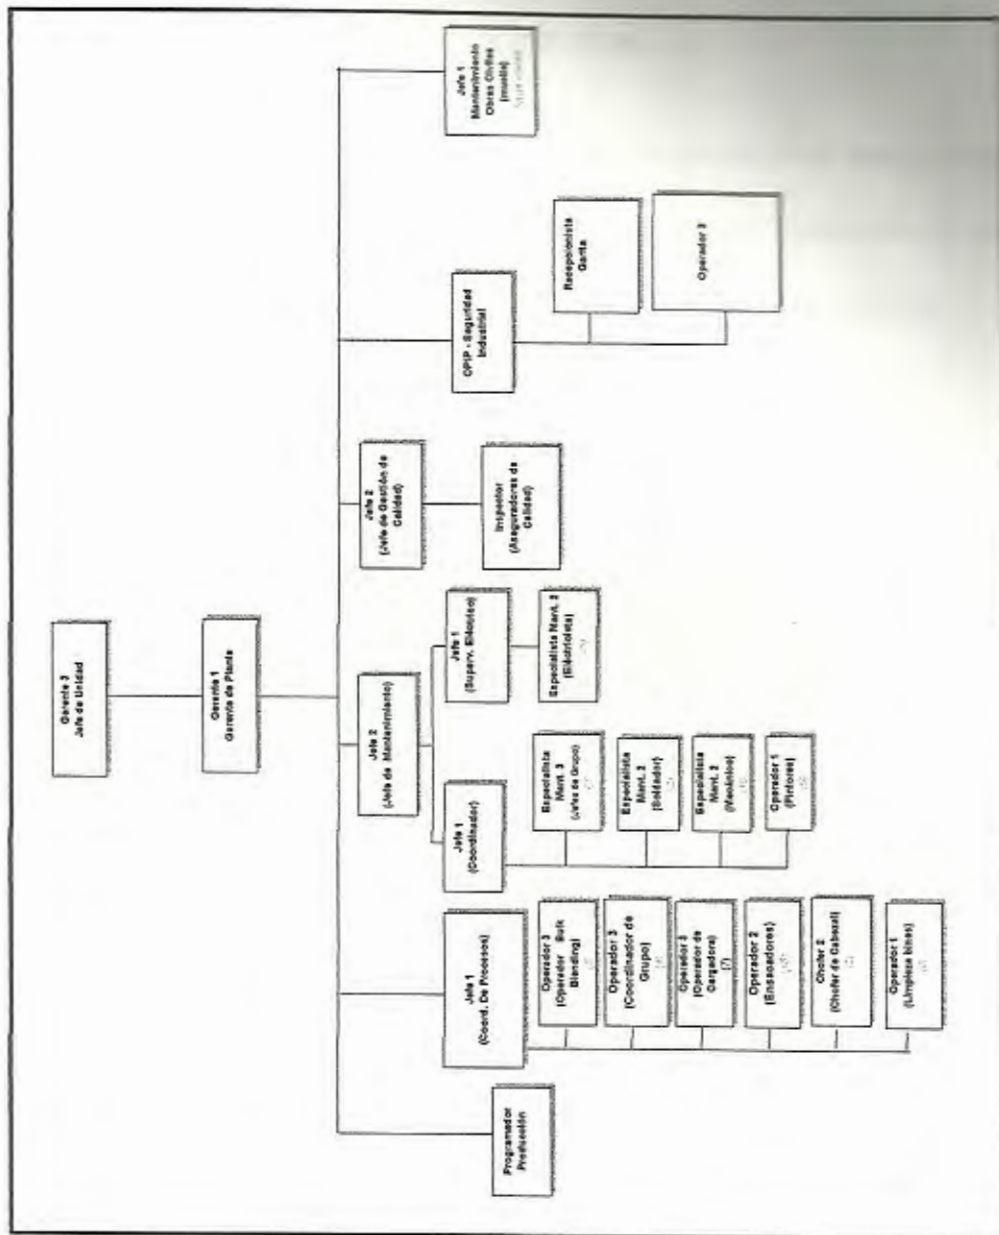 Gerente 3
Jefe de Unidad
Gerente 1
Gerente de Planta
Programador
Producción
Jefe 1
(Coord. De Procesos)
Operador 3
(Operador Bulk
Blending)
Operador 3
(Coordinador de
Grupo)
Operador 3
(Operador de
Cargadora)
Operador 2
(Ensacadores)
Chofer 2
(Chofer de Cabezal)
Operador 1
(Limpieza bines)
Jefe 2
(Jefe de Mantenimiento)
Jefe 1
(Coordinador)
Especialista
Mant. 3
(Jefes de Grupo)
Especialista
Mant. 2
(Soldador)
Especialista
Mant. 2
(Mecánico)
Operador 1
(Pintores)
Jefe 1
(Superv. Eléctrico)
Especialista Mant. 2
(Eléctricista)
Jefe 2
(Jefe de Gestión de
Calidad)
Inspector
(Aseguradores de
Calidad)
OPIP - Seguridad
Industrial
Recepcionista
Garita
Operador 3
Jefe 1
Mantenimiento
Obras Civiles
(muelle)